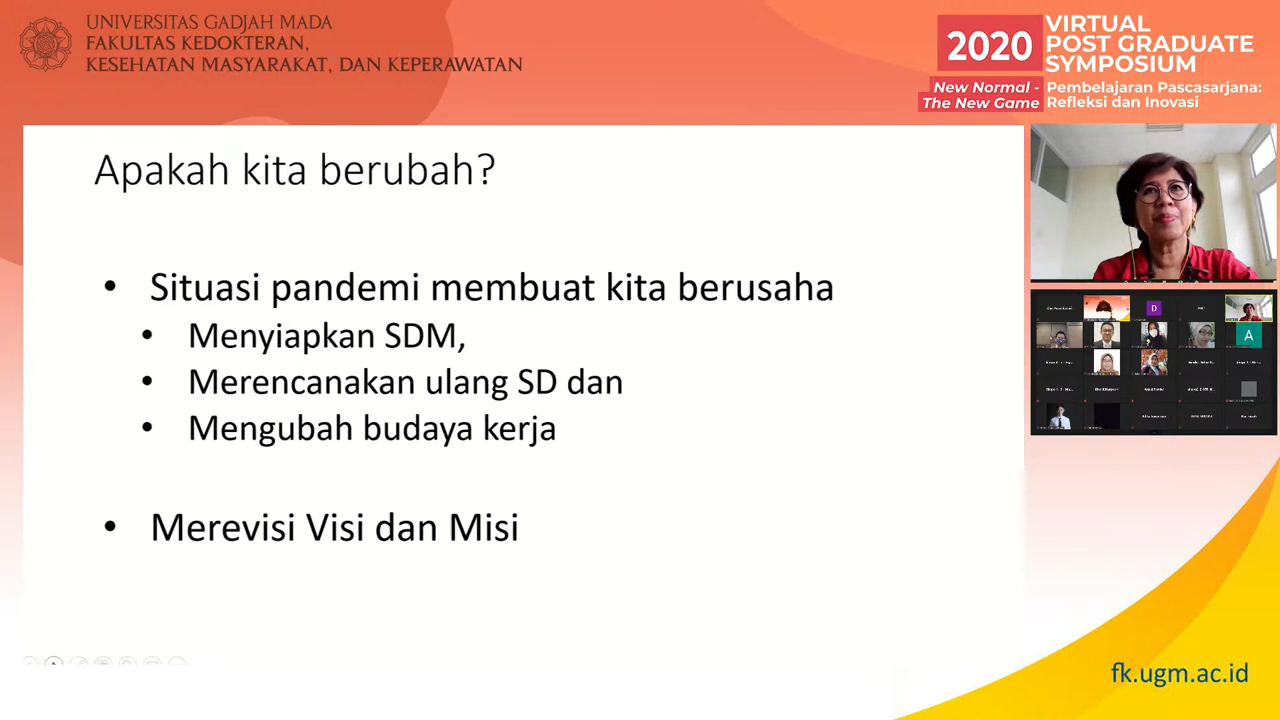 UNIVERSITAS GADJAH MADA
FAKULTAS KEDOKTERAN,
KESEHATAN MASYARAKAT, DAN KEPERAWATAN
2020
VIRTUAL
POST GRADUATE
SYMPOSIUM
New Normal -
The New Game
Pembelajaran Pascasarjana:
Refleksi dan Inovasi
Apakah kita berubah?
• Situasi pandemi membuat kita berusaha
• Menyiapkan SDM,
• Merencanakan ulang SD dan
• Mengubah budaya kerja
• Merevisi Visi dan Misi
D
A
fk.ugm.ac.id